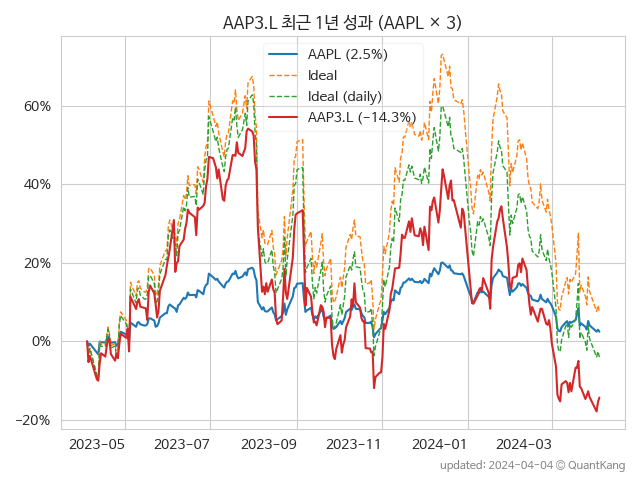 AAP3.L 최근 1년 성과 (AAPL × 3)
AAPL (2.5%)
Ideal
Ideal (daily)
AAP3.L (−14.3%)
60%
40%
20%
0%
−20%
2023-05
2023-07
2023-09
2023-11
2024-01
2024-03
updated: 2024-04-04 @ QuantKang